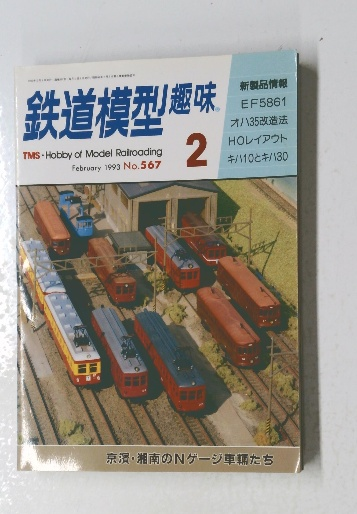 鉄道模型趣味
TMS・Hobby of Model Railroading
February 1993 No.567
2
新製品情報
EF5861
オハ35改造法
HOレイアウト
キハ10とキハ30
京浜・湘南のNゲージ車輛たち